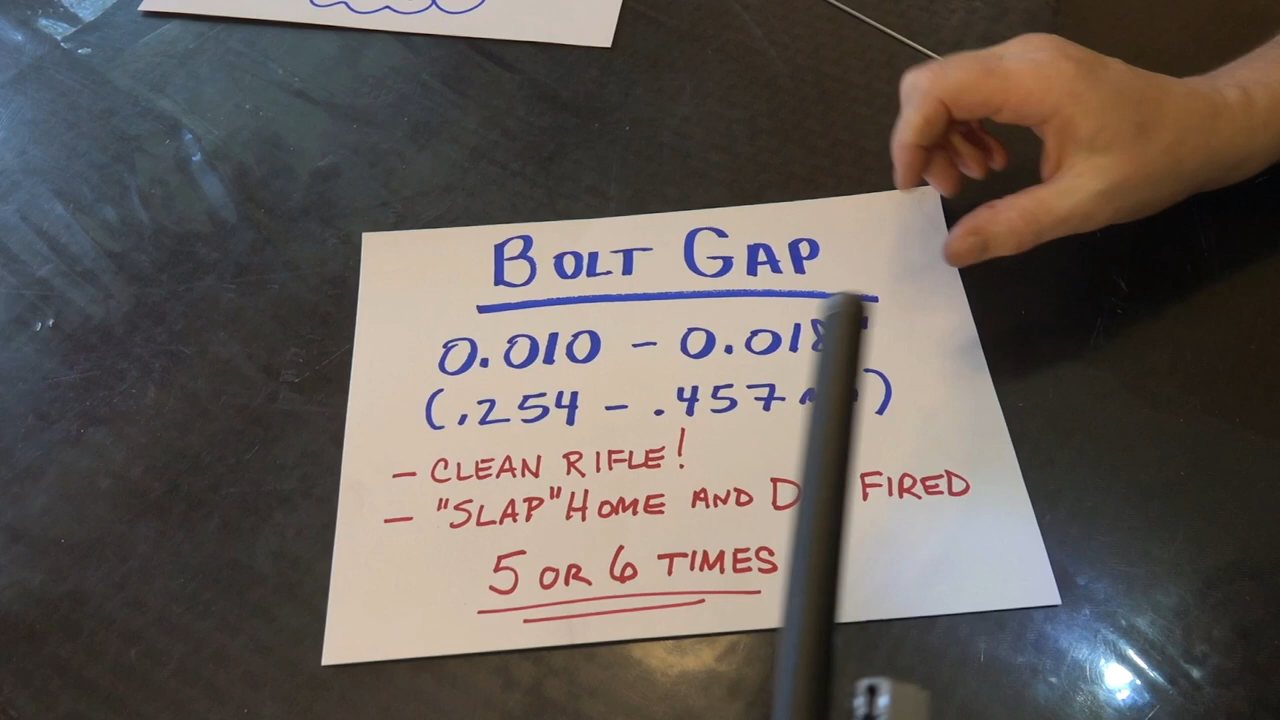 BOLT GAP
0.010 - 0.018"
(.254 - .457 )
- CLEAN RIFLE!
- "SLAP" HOME AND FIRED
5 OR 6 TIMES